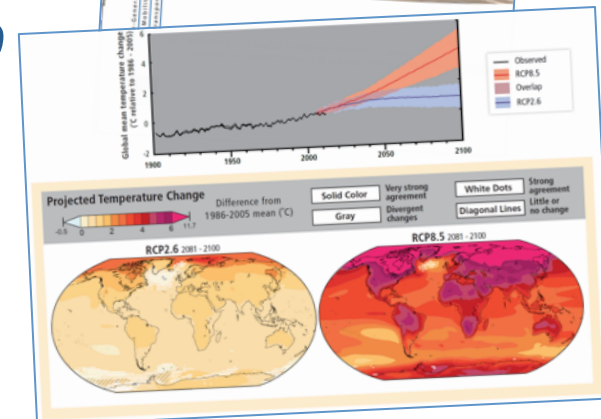 Global mean temperature change
(°C relative to 1986 - 2005)
6
4
2
0
-2
1900
1950
2000
2050
2100
Observed
RCP8.5
Overlap
RCP2.6
Projected Temperature Change
Difference from
1986-2005 mean (°C)
-0.5 0 2 4 6 11.7
Solid Color
Very strong
agreement
White Dots
Strong
agreement
Gray
Divergent
changes
Diagonal Lines
Little or
no change
RCP2.6 2081 - 2100
RCP8.5 2081 - 2100